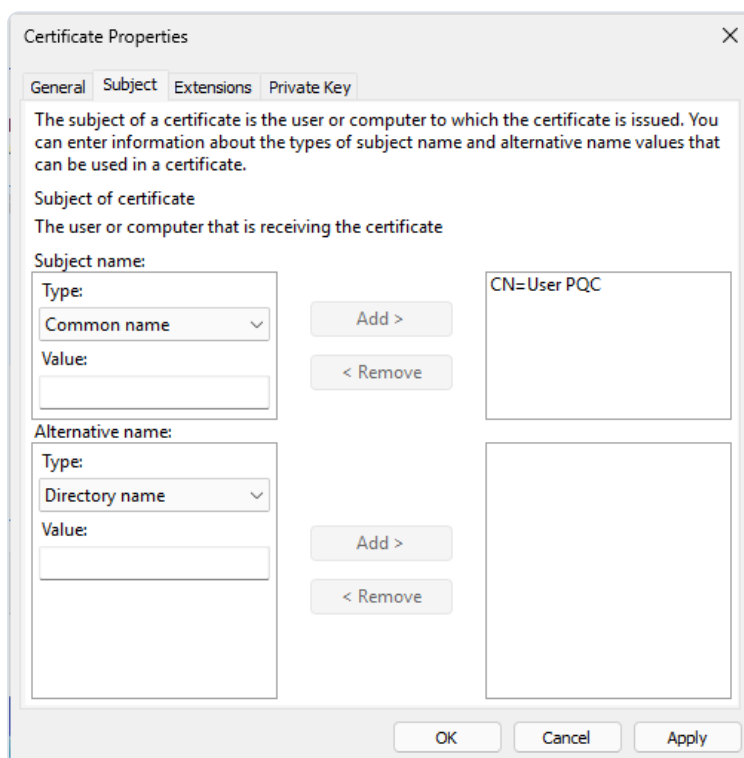 Certificate Properties
General Subject Extensions Private Key
The subject of a certificate is the user or computer to which the certificate is issued. You
can enter information about the types of subject name and alternative name values that
can be used in a certificate.
Subject of certificate
The user or computer that is receiving the certificate
Subject name:
Type:
Common name
Value:
Add >
< Remove
CN=User PQC
Alternative name:
Type:
Directory name
Value:
Add >
< Remove
OK Cancel Apply